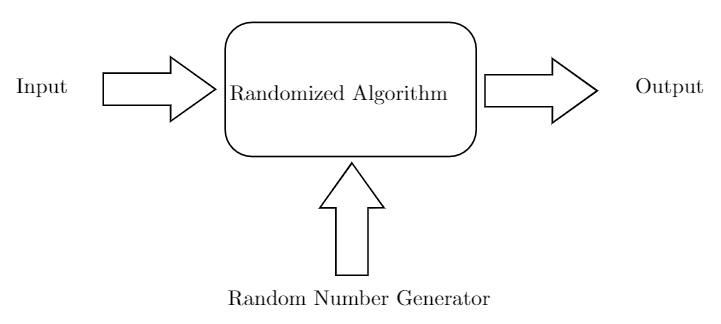 Input
Randomized Algorithm
Output
Random Number Generator